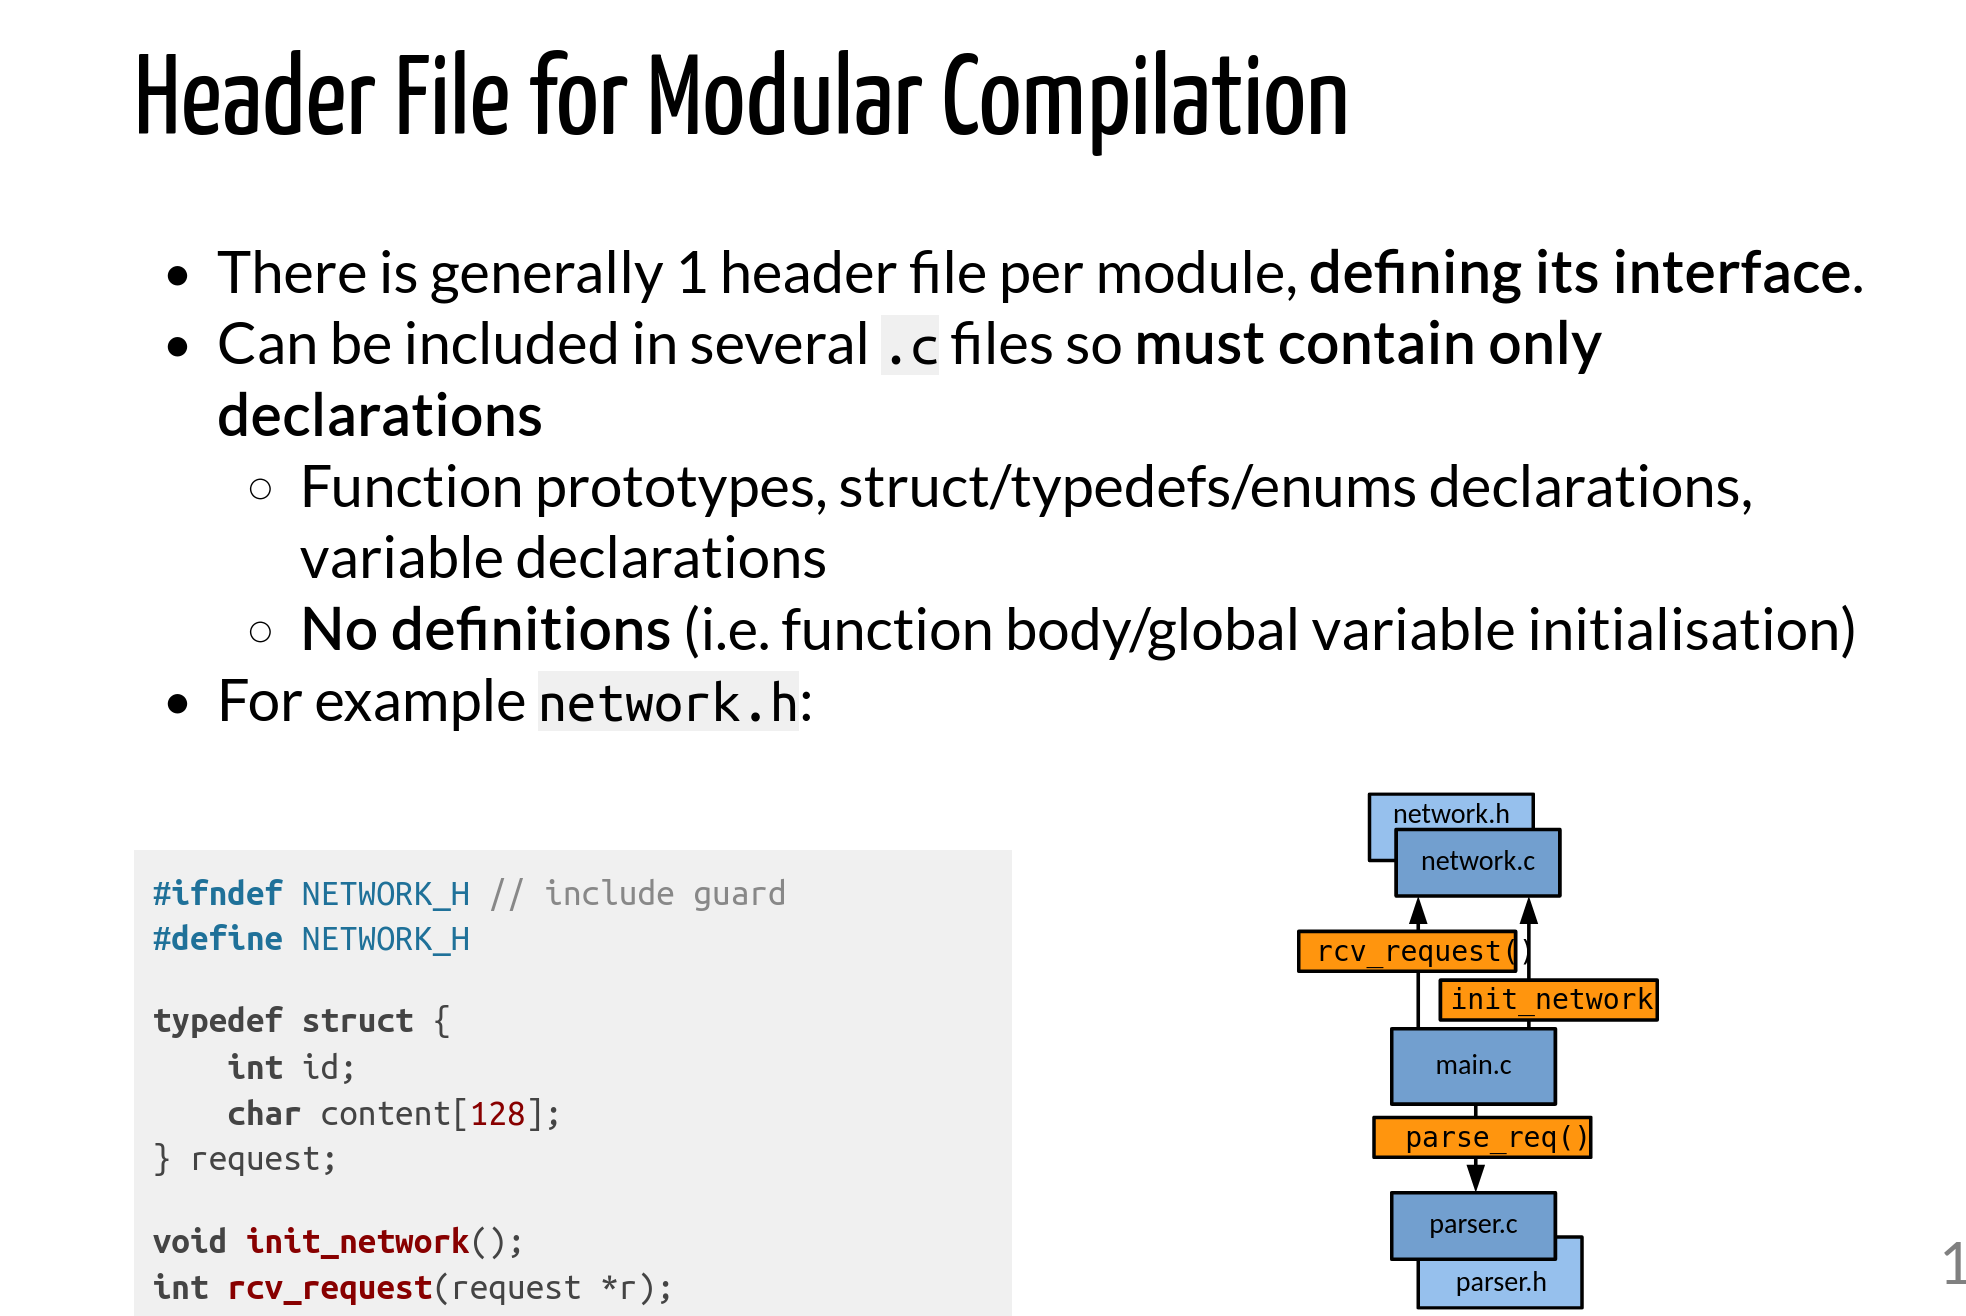 Header File for Modular Compilation
There is generally 1 header file per module, defining its interface.
Can be included in several .c files so must contain only
declarations
Function prototypes, struct/typedefs/enums declarations,
variable declarations
No definitions (i.e. function body/global variable initialisation)
For example network.h:
#ifndef NETWORK_H // include guard
#define NETWORK_H
typedef struct {
    int id;
    char content[128];
} request;
void init_network();
int rcv_request(request *r);
network.h
network.c
rcv_request()
init_network
main.c
parse_req()
parser.c
parser.h
1